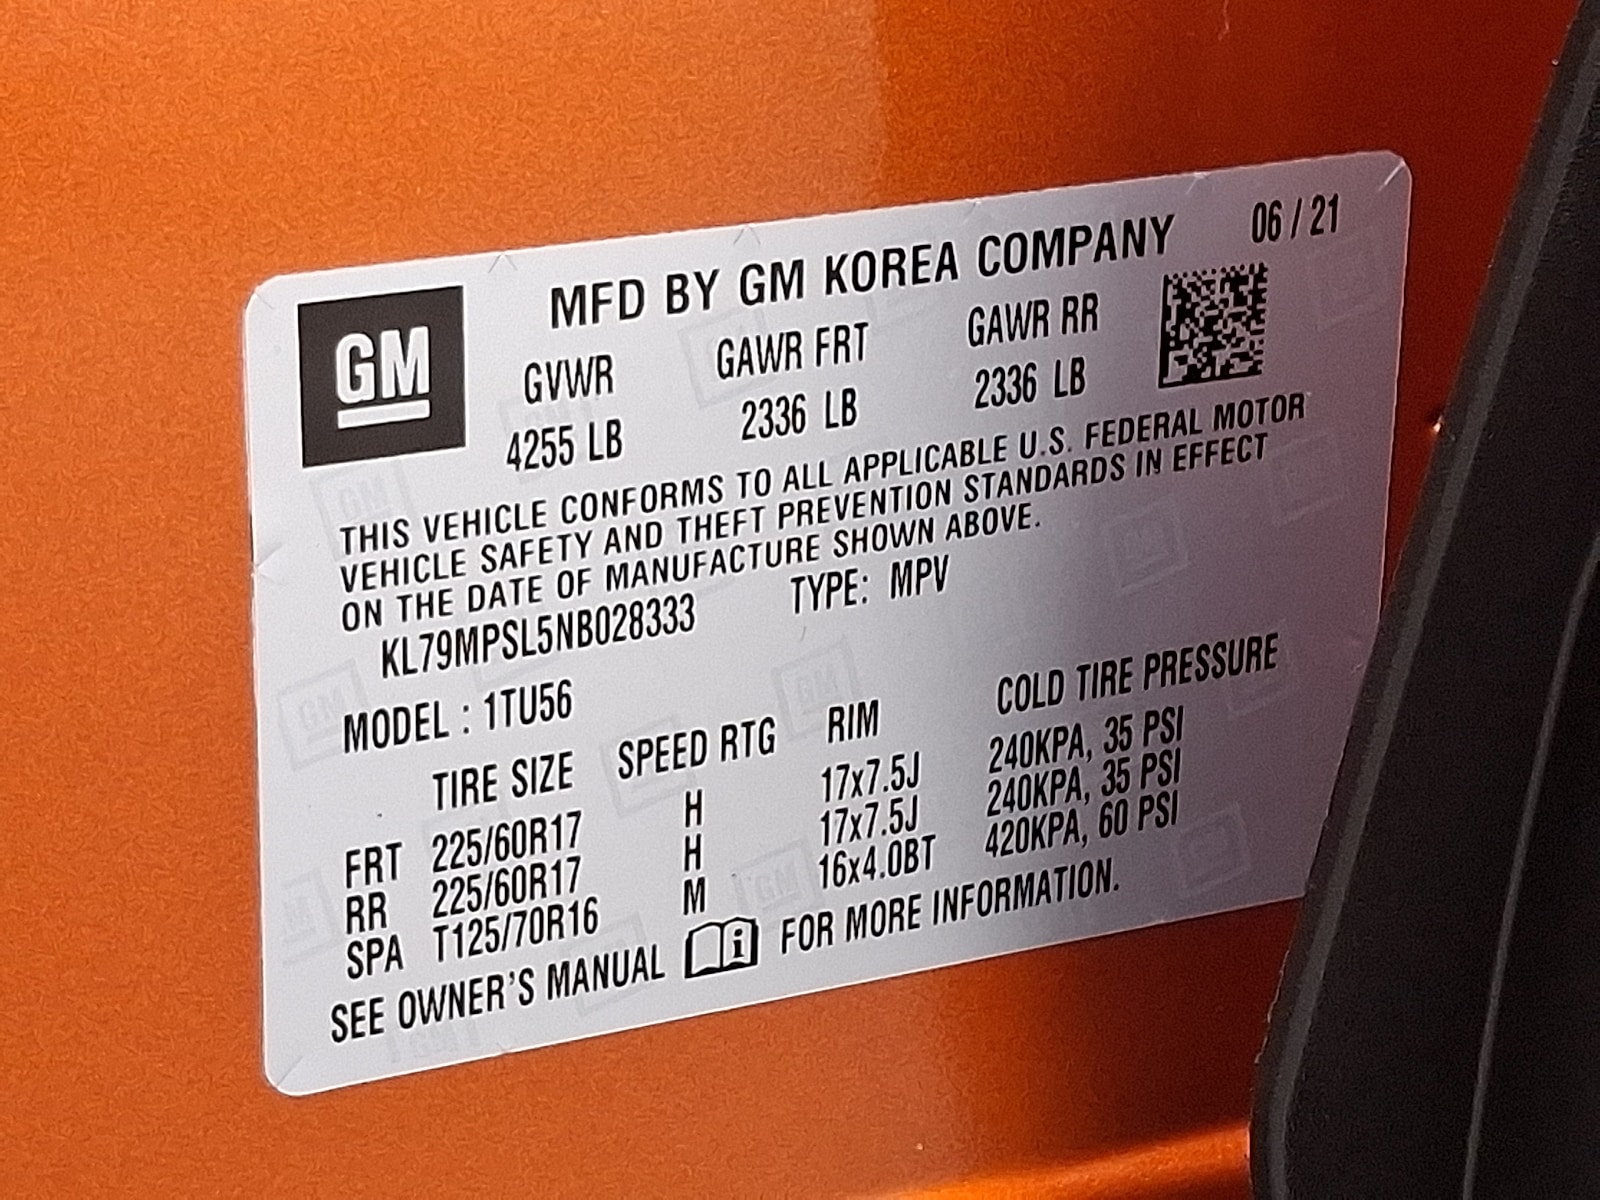 MFD BY GM KOREA COMPANY 06 / 21
GM
GVWR GAWR FRT GAWR RR
4255 LB 2336 LB 2336 LB
THIS VEHICLE CONFORMS TO ALL APPLICABLE U.S. FEDERAL MOTOR
VEHICLE SAFETY AND THEFT PREVENTION STANDARDS IN EFFECT
ON THE DATE OF MANUFACTURE SHOWN ABOVE.
KL79MPSL5NB028333 TYPE: MPV
MODEL : 1TU56
TIRE SIZE SPEED RTG RIM COLD TIRE PRESSURE
FRT 225/60R17 H 17x7.5J 240KPA, 35 PSI
RR 225/60R17 H 17x7.5J 240KPA, 35 PSI
SPA T125/70R16 M 16x4.0BT 420KPA, 60 PSI
SEE OWNER'S MANUAL i FOR MORE INFORMATION.